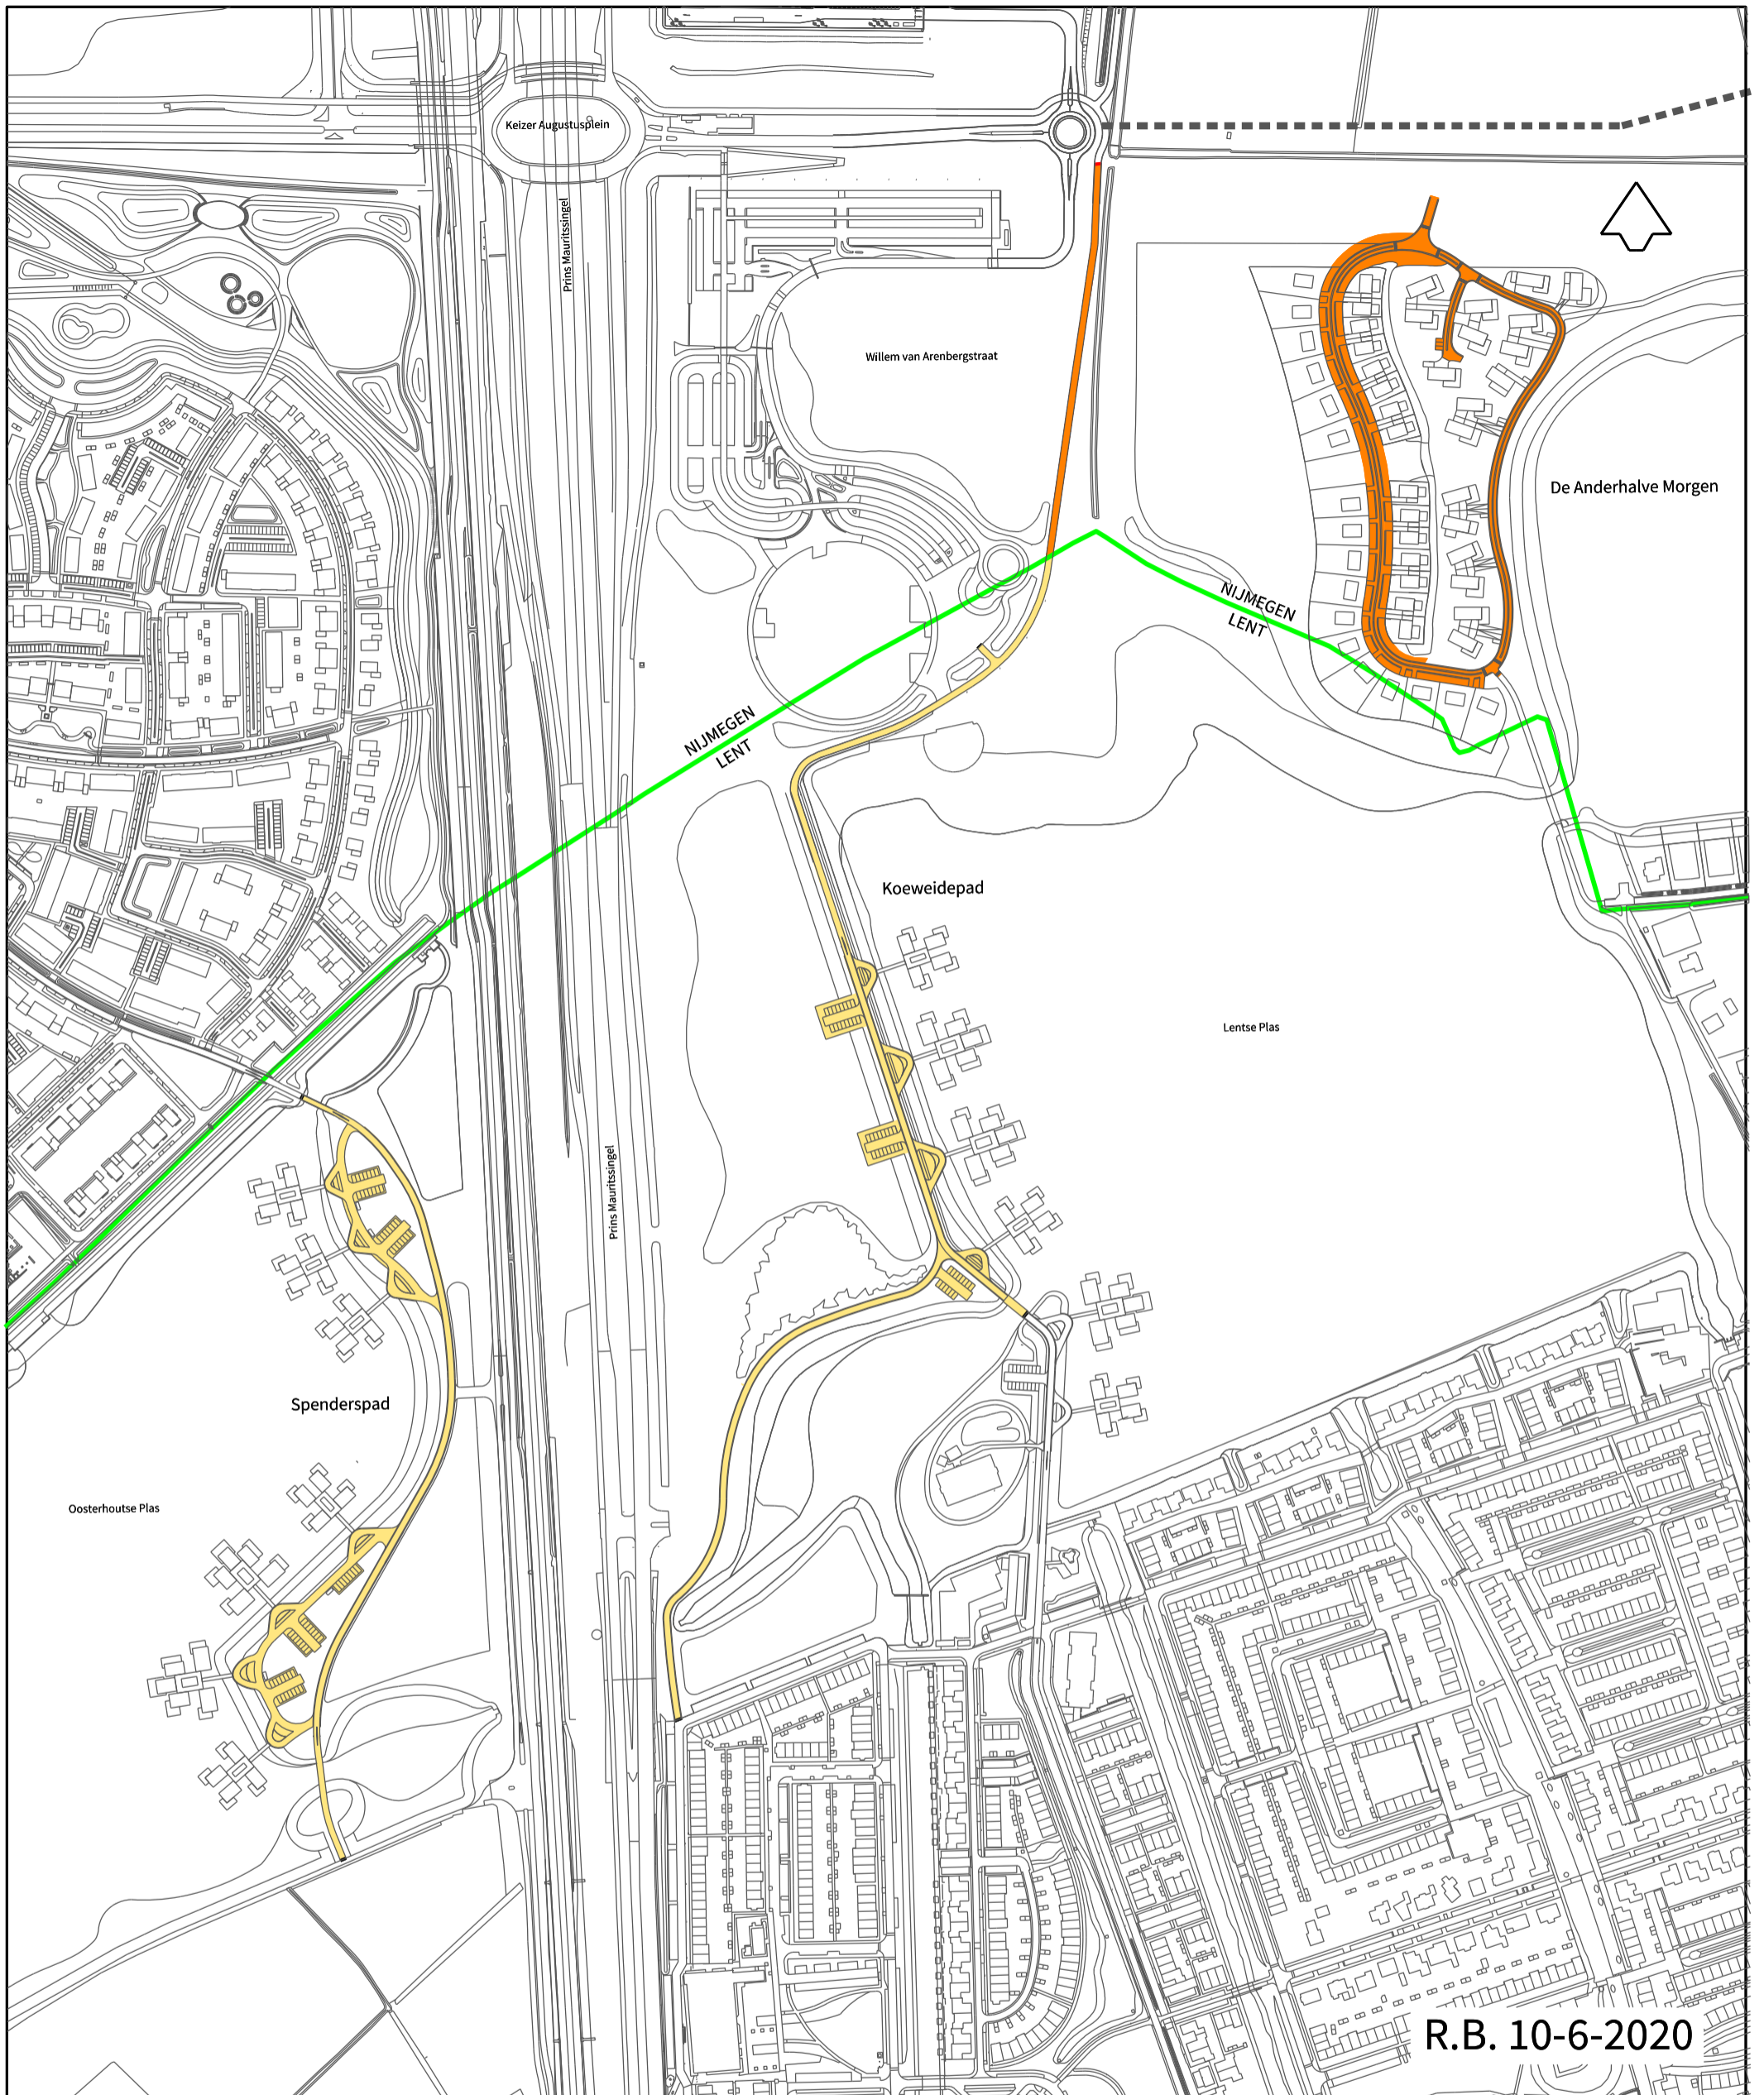 Keizer Augustusplein
Prins Mauritssingel
Willem van Arenbergstraat
De Anderhalve Morgen
NIJMEGEN
LENT
NIJMEGEN
LENT
Koeweidepad
Lentse Plas
Prins Mauritssingel
Spenderspad
Oosterhoutse Plas
R.B. 10-6-2020